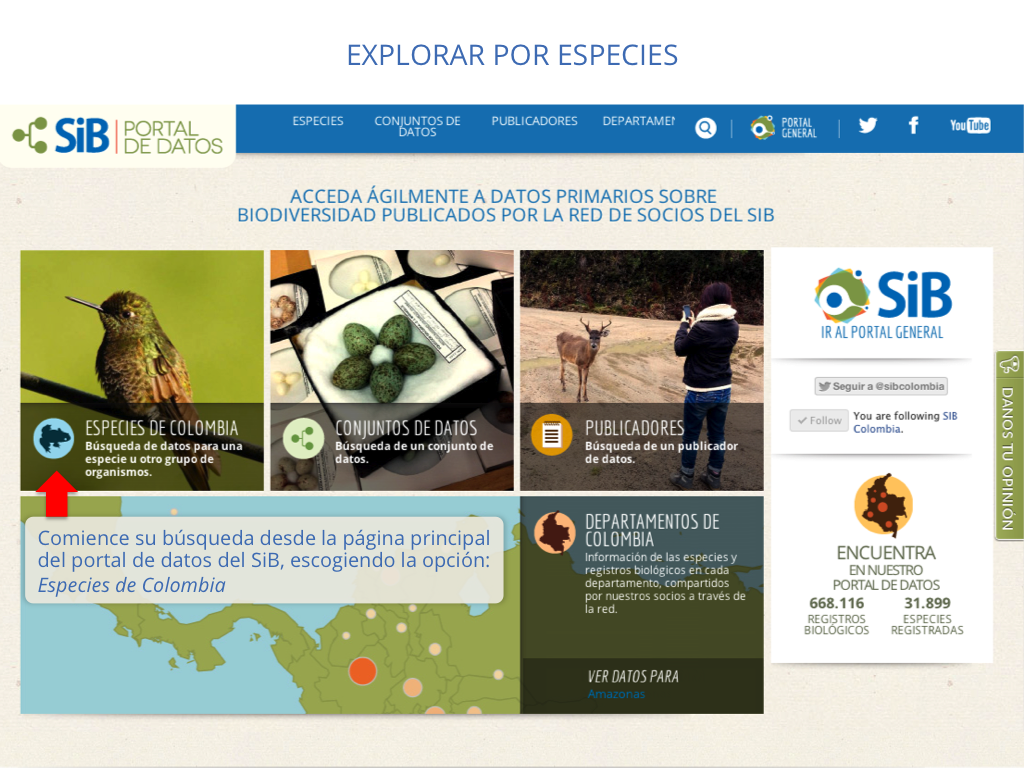 EXPLORAR POR ESPECIES
SiB PORTAL DE DATOS
ESPECIES
CONJUNTOS DE
DATOS
PUBLICADORES
DEPARTAMEN
PORTAL
GENERAL
You Tube
ACCEDA ÁGILMENTE A DATOS PRIMARIOS SOBRE
BIODIVERSIDAD PUBLICADOS POR LA RED DE SOCIOS DEL SIB
ESPECIES DE COLOMBIA
Búsqueda de datos para una
especie u otro grupo de
organismos.
CONJUNTOS DE DATOS
Búsqueda de un conjunto de
datos.
PUBLICADORES
Búsqueda de un publicador
de datos.
SiB
IR AL PORTAL GENERAL
Seguir a @sibcolombia
Follow
You are following SIB
Colombia.
DANOS TU OPINIÓN
Comience su búsqueda desde la página principal
del portal de datos del SiB, escogiendo la opción:
Especies de Colombia
DEPARTAMENTOS DE
COLOMBIA
Información de las especies y
registros biológicos en cada
departamento, compartidos
por nuestros socios a través de
la red.
VER DATOS PARA
Amazonas
ENCUENTRA
EN NUESTRO
PORTAL DE DATOS
668.116
REGISTROS
BIOLÓGICOS
31.899
ESPECIES
REGISTRADAS